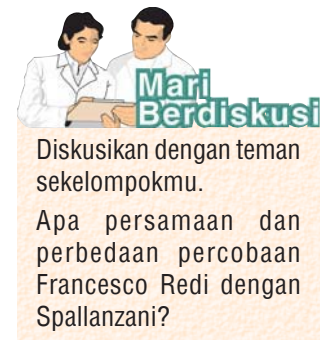 Mari
Berdiskusi
Diskusikan dengan teman
sekelompokmu.
Apa persamaan dan
perbedaan percobaan
Francesco Redi dengan
Spallanzani?